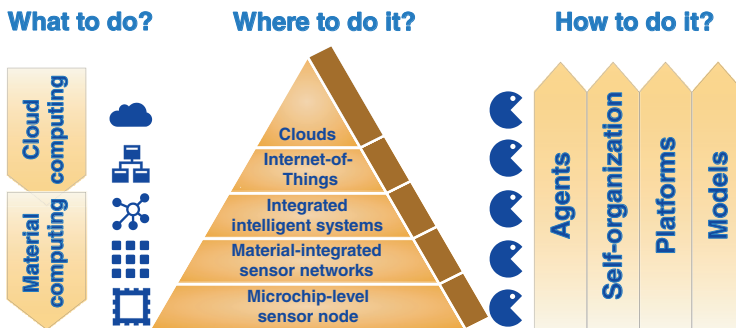 What to do?
Where to do it?
How to do it?
Cloud
computing
Material
computing
Clouds
Internet-of-
Things
Integrated
intelligent systems
Material-integrated
sensor networks
Microchip-level
sensor node
Agents
Self-organization
Platforms
Models